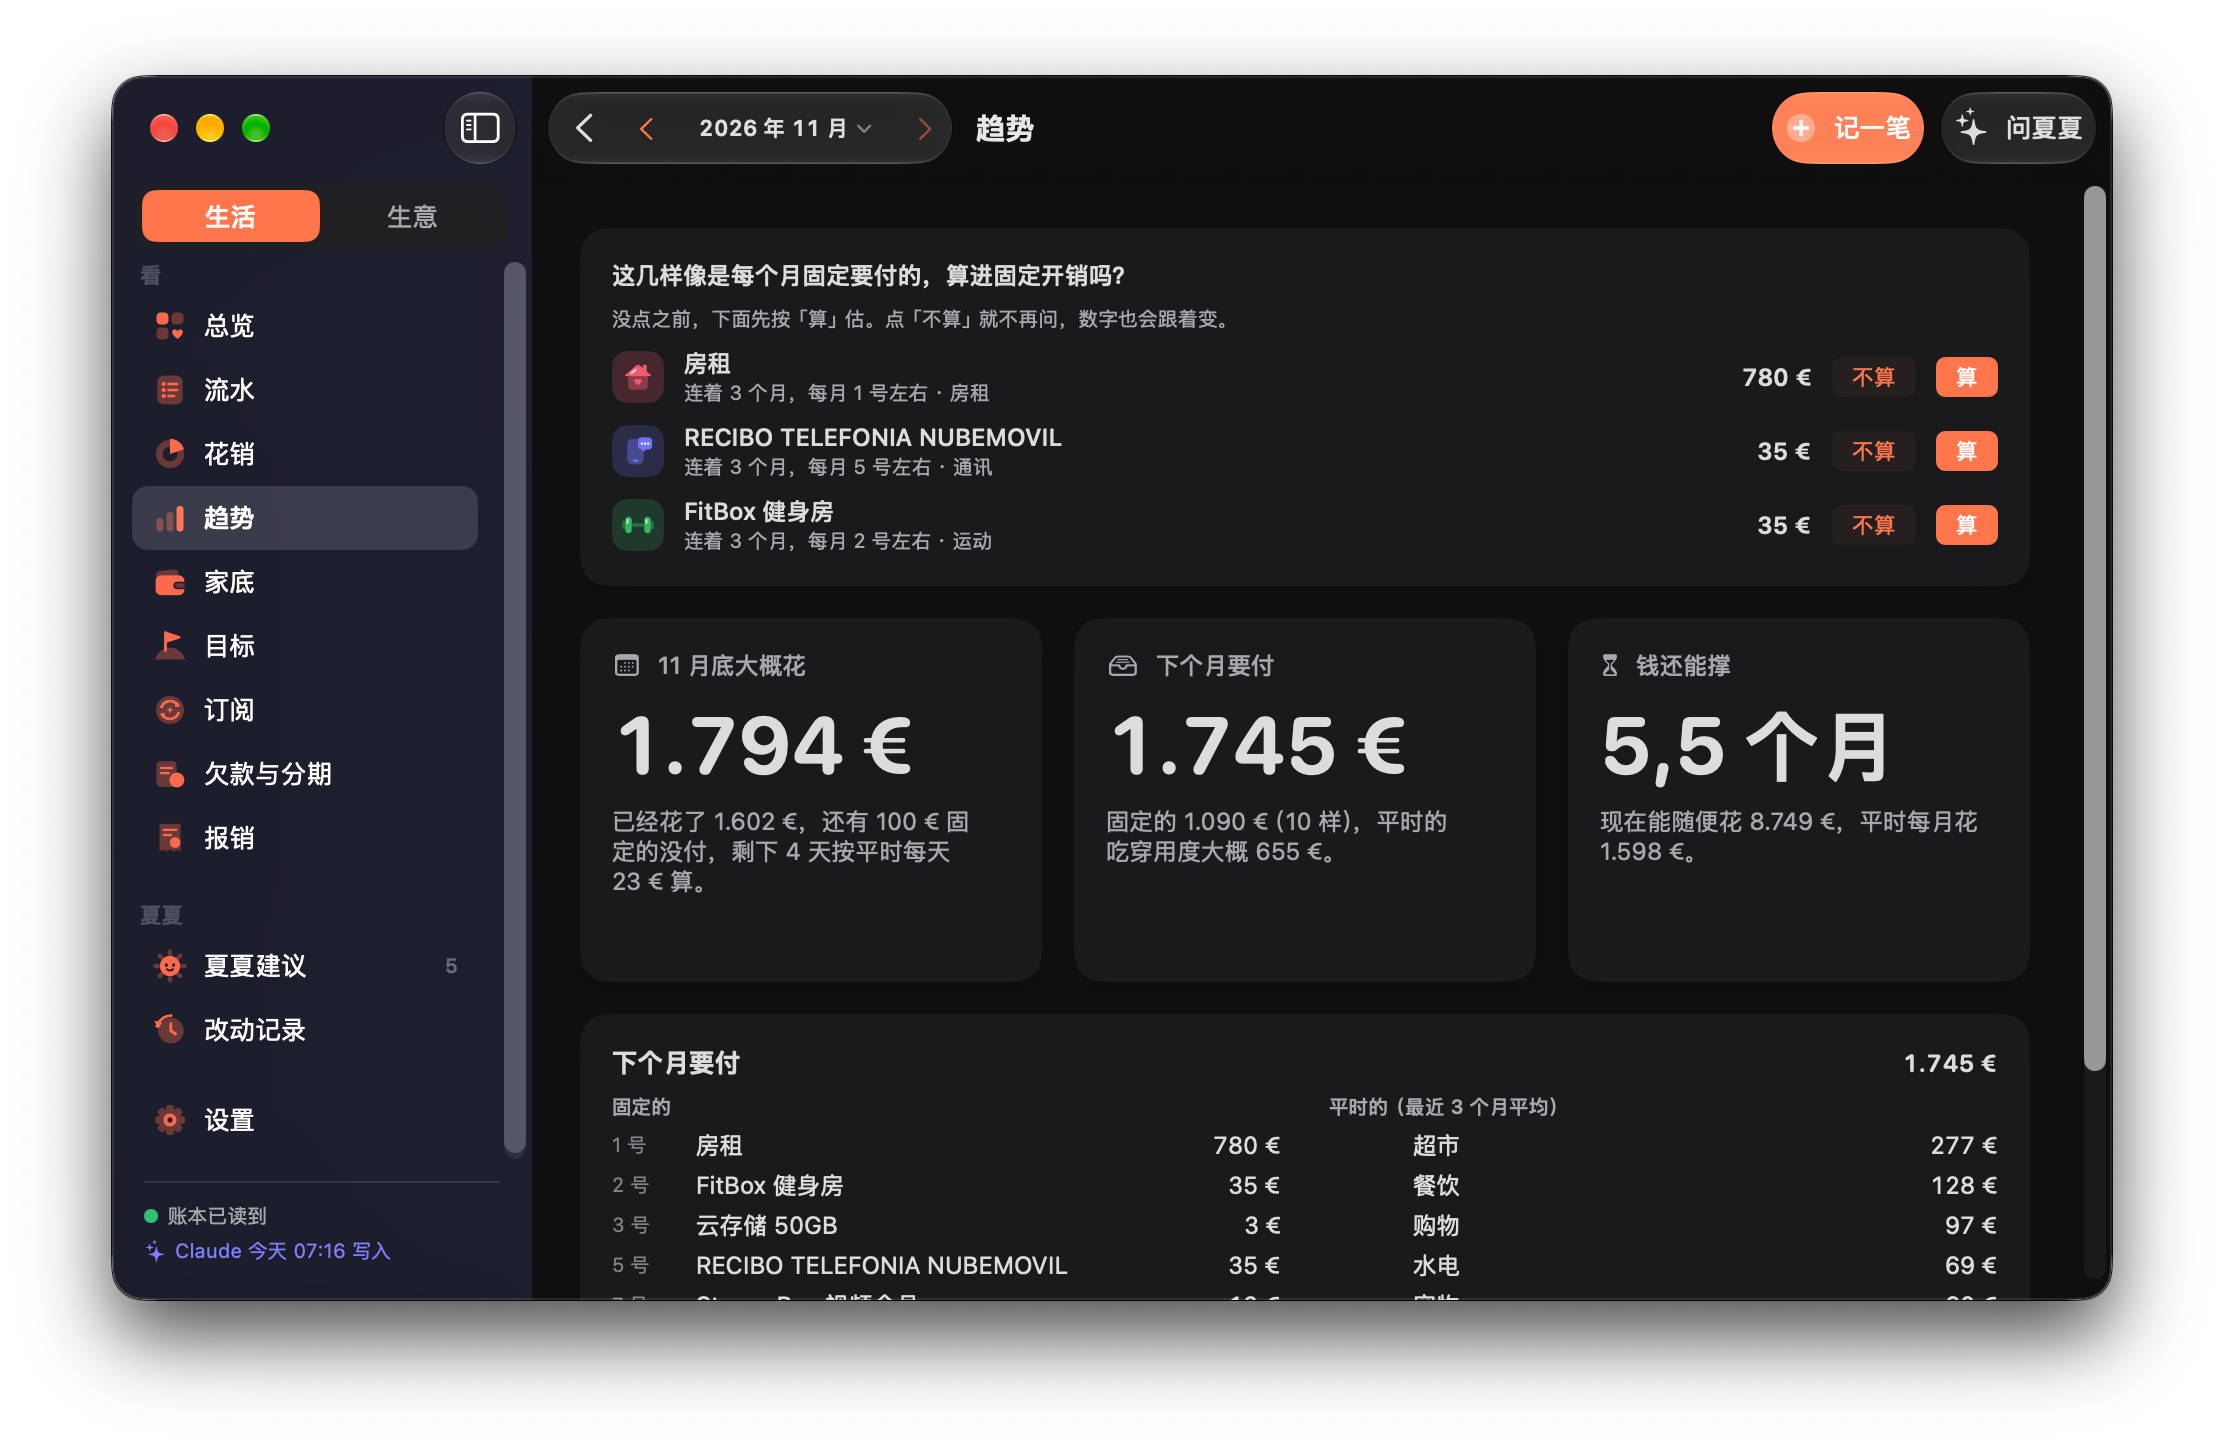 2026 年 11 月
趋势
记一笔
问夏夏
生活
生意
看
总览
流水
花销
趋势
家底
目标
订阅
欠款与分期
报销
夏夏
夏夏建议 5
改动记录
设置
账本已读到
Claude 今天 07:16 写入
这几样像是每个月固定要付的，算进固定开销吗？
没点之前，下面先按「算」估。点「不算」就不再问，数字也会跟着变。
房租
连着 3 个月，每月 1 号左右 · 房租
780 € 不算 算
RECIBO TELEFONIA NUBEMOVIL
连着 3 个月，每月 5 号左右 · 通讯
35 € 不算 算
FitBox 健身房
连着 3 个月，每月 2 号左右 · 运动
35 € 不算 算
11 月底大概花
1.794 €
已经花了 1.602 €，还有 100 € 固
定的没付，剩下 4 天按平时每天
23 € 算。
下个月要付
1.745 €
固定的 1.090 €（10 样），平时的
吃穿用度大概 655 €。
钱还能撑
5,5 个月
现在能随便花 8.749 €，平时每月花
1.598 €。
下个月要付 1.745 €
固定的
1 号 房租 780 €
2 号 FitBox 健身房 35 €
3 号 云存储 50GB 3 €
5 号 RECIBO TELEFONIA NUBEMOVIL 35 €
平时的（最近 3 个月平均）
超市 277 €
餐饮 128 €
购物 97 €
水电 69 €